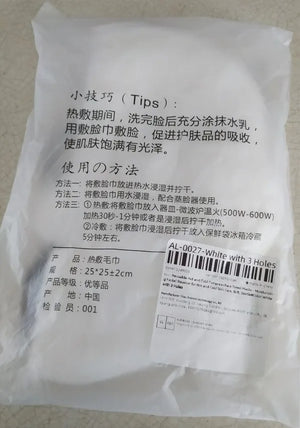 小技巧（Tips）：
热敷期间，洗完脸后充分涂抹水乳，
用敷脸巾敷脸，促进护肤品的吸收，
使肌肤饱满有光泽。
使用の方法
方法一：将敷脸巾放进热水浸湿并拧干。
方法二：将敷脸巾用水浸湿，配合蒸脸器使用。
方法三：①热敷:将敷脸巾放入器皿-微波炉温火(500W-600W)
加热30秒-1分钟或者是浸湿后拧干加热。
②冷敷：将敷脸巾浸湿后拧干放入保鲜袋冰箱冷藏
5分钟左右。
品名：热敷毛巾
规格：25*25±2cm
等级：优等品
产地：中国
检验员：001
AL-0027-White with 3 Holes